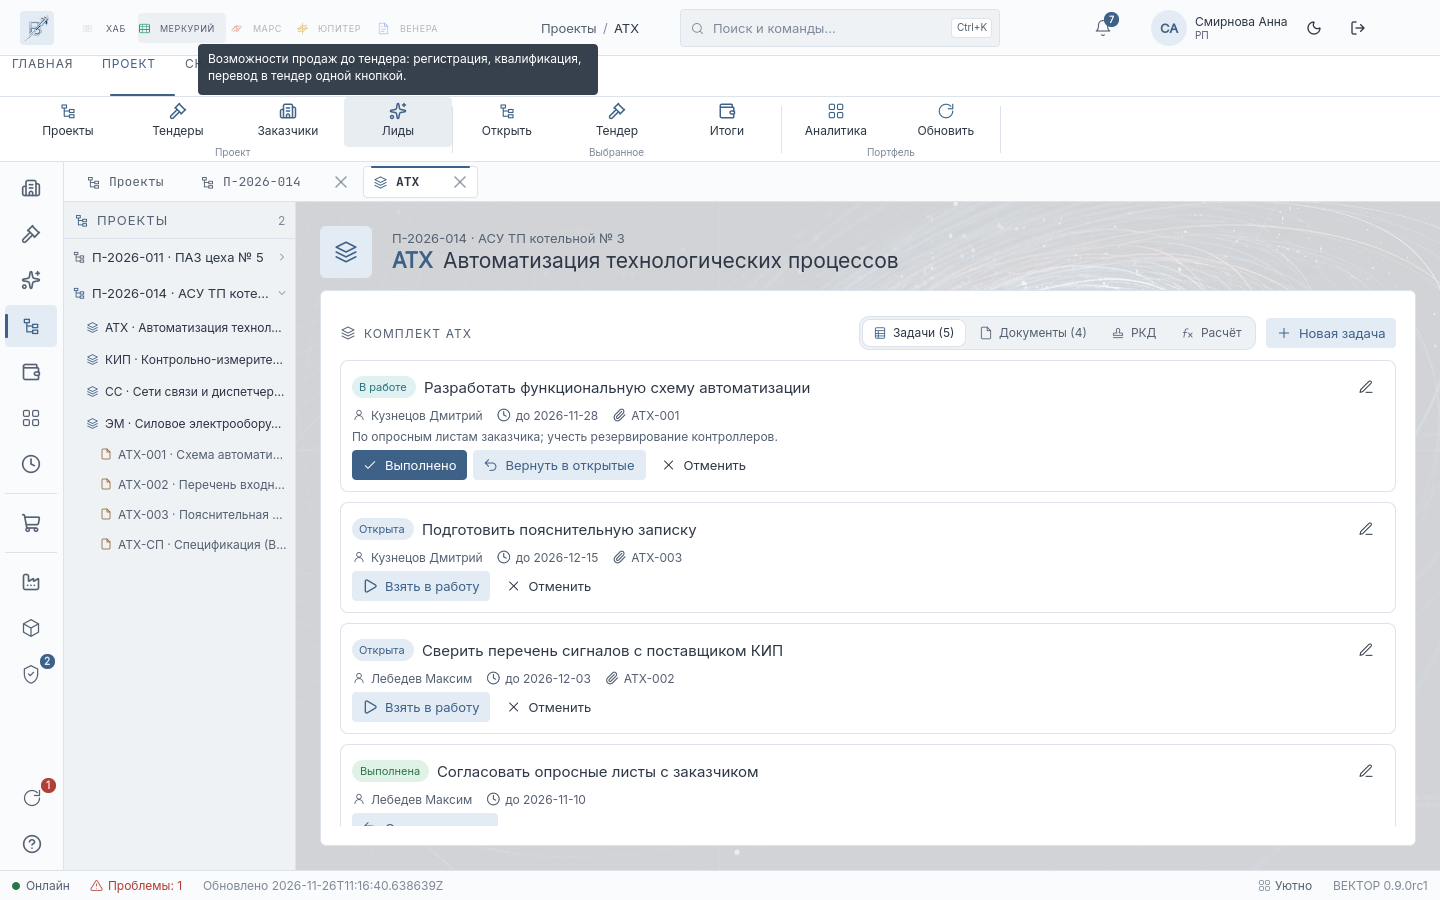 ХАБ
МЕРКУРИЙ
МАРС
ЮПИТЕР
ВЕНЕРА
Проекты / АТХ
Поиск и команды...
Ctrl+K
7
СА
Смирнова Анна
РП
ГЛАВНАЯ
ПРОЕКТ
Возможности продаж до тендера: регистрация, квалификация,
перевод в тендер одной кнопкой.
Проекты
Тендеры
Заказчики
Лиды
Открыть
Тендер
Итоги
Аналитика
Обновить
Проект
Выбранное
Портфель
Проекты
П-2026-014
АТХ
ПРОЕКТЫ 2
П-2026-011 · ПАЗ цеха № 5
П-2026-014 · АСУ ТП коте...
АТХ · Автоматизация технол...
КИП · Контрольно-измерите...
СС · Сети связи и диспетчер...
ЭМ · Силовое электрообору...
АТХ-001 · Схема автомати...
АТХ-002 · Перечень входн...
АТХ-003 · Пояснительная ...
АТХ-СП · Спецификация (В...
2
1
П-2026-014 · АСУ ТП котельной № 3
АТХ Автоматизация технологических процессов
КОМПЛЕКТ АТХ
Задачи (5)
Документы (4)
РКД
Расчёт
Новая задача
В работе Разработать функциональную схему автоматизации
Кузнецов Дмитрий до 2026-11-28 АТХ-001
По опросным листам заказчика; учесть резервирование контроллеров.
Выполнено Вернуть в открытые Отменить
Открыта Подготовить пояснительную записку
Кузнецов Дмитрий до 2026-12-15 АТХ-003
Взять в работу Отменить
Открыта Сверить перечень сигналов с поставщиком КИП
Лебедев Максим до 2026-12-03 АТХ-002
Взять в работу Отменить
Выполнена Согласовать опросные листы с заказчиком
Лебедев Максим до 2026-11-10
Онлайн
Проблемы: 1
Обновлено 2026-11-26T11:16:40.638639Z
Уютно
ВЕКТОР 0.9.0rc1